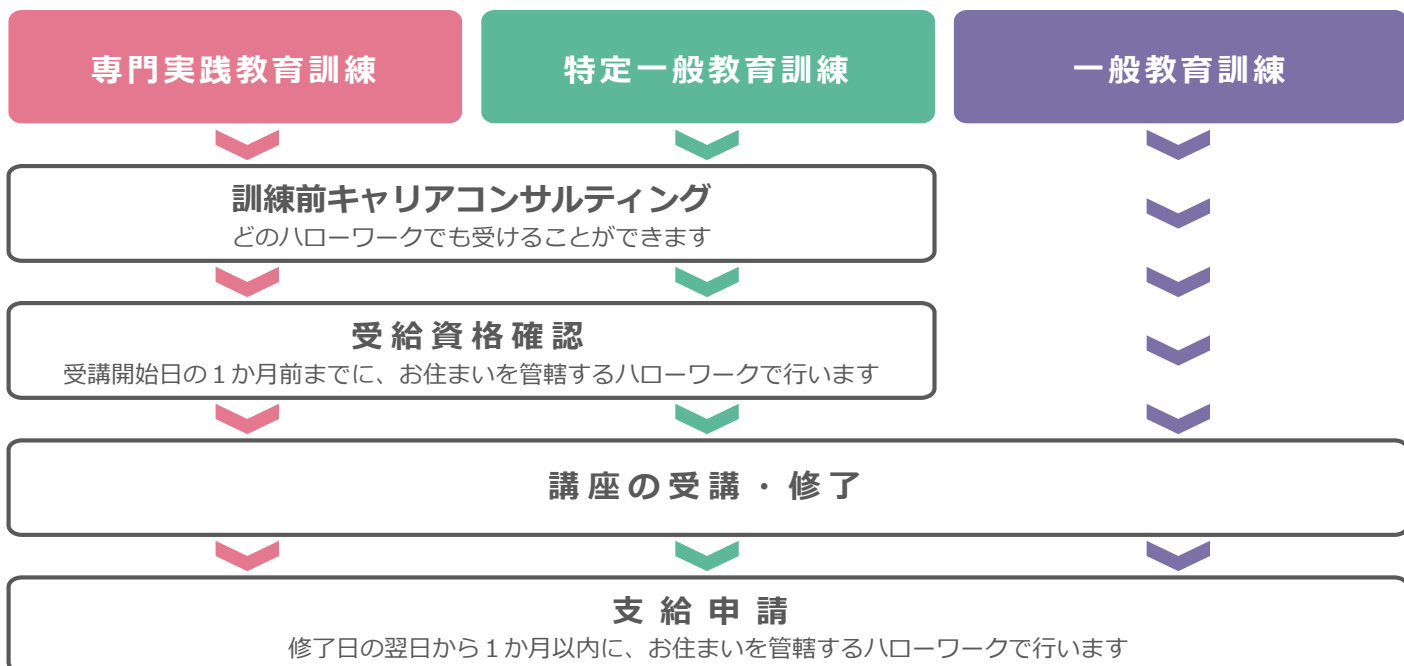 専門実践教育訓練
特定一般教育訓練
一般教育訓練
訓練前キャリアコンサルティング
どのハローワークでも受けることができます
受給資格確認
受講開始日の１か月前までに、お住まいを管轄するハローワークで行います
講座の受講・修了
支給申請
修了日の翌日から１か月以内に、お住まいを管轄するハローワークで行います